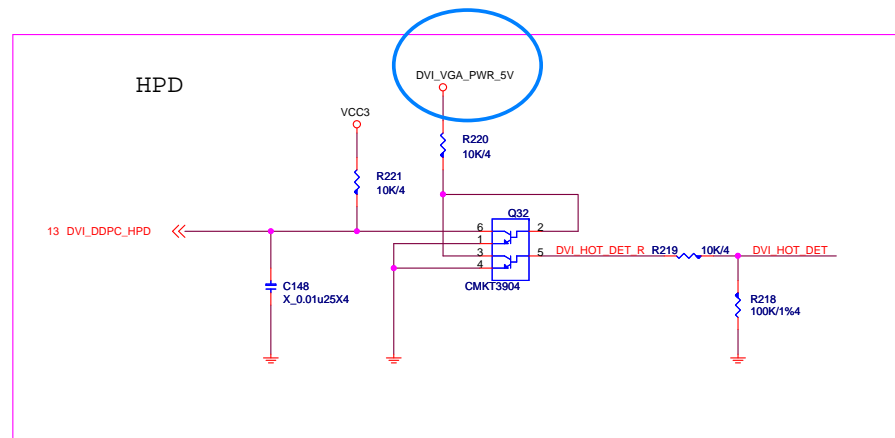 DVI_VGA_PWR_5V
HPD
VCC3
R220
10K/4
R221
10K/4
Q32
13 DVI_DDPC_HPD
6
2
1
3
5
4
DVI_HOT_DET_R
R219
10K/4
DVI_HOT_DET
CMKT3904
C148
X_0.01u25X4
R218
100K/1%4